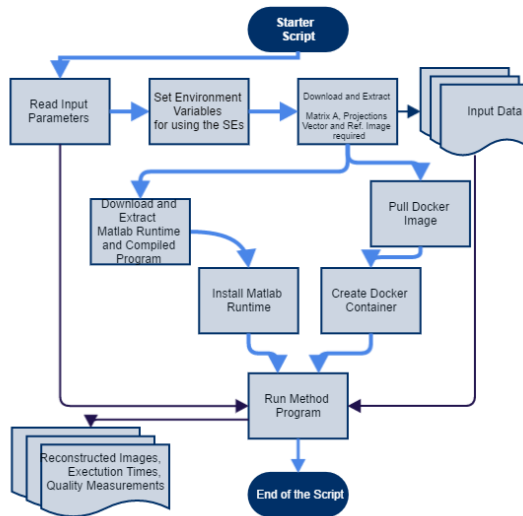 Starter
Script
Read Input
Parameters
Set Environment
Variables
for using the SEs
Download and Extract
Matrix A, Projections
Vector and Ref. Image
required
Input Data
Download and
Extract
Matlab Runtime
and Compiled
Program
Pull Docker
Image
Install Matlab
Runtime
Create Docker
Container
Run Method
Program
Reconstructed Images,
Exectution Times,
Quality Measurements
End of the Script